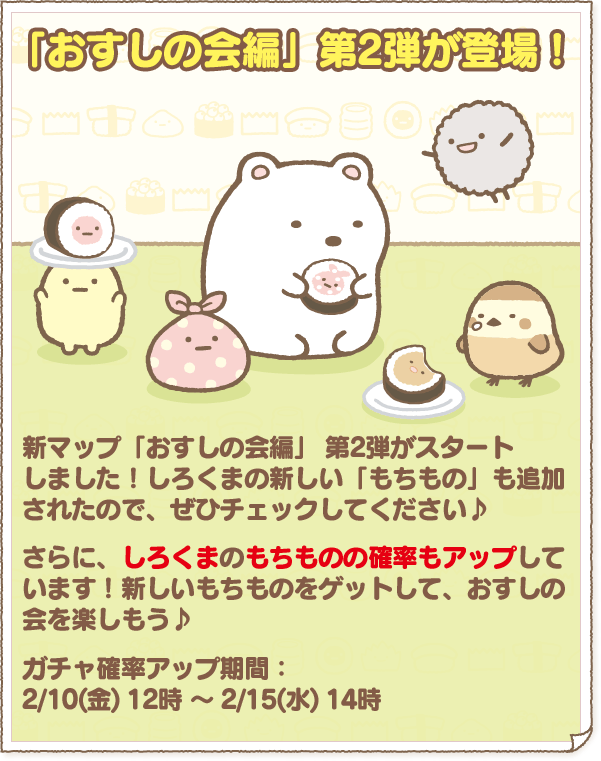 「おすしの会編」第2弾が登場！
新マップ「おすしの会編」 第2弾がスタート
しました！しろくまの新しい「もちもの」も追加
されたので、ぜひチェックしてください♪
さらに、しろくまのもちものの確率もアップして
います！新しいもちものをゲットして、おすしの
会を楽しもう♪
ガチャ確率アップ期間：
2/10(金) 12時 ～ 2/15(水) 14時